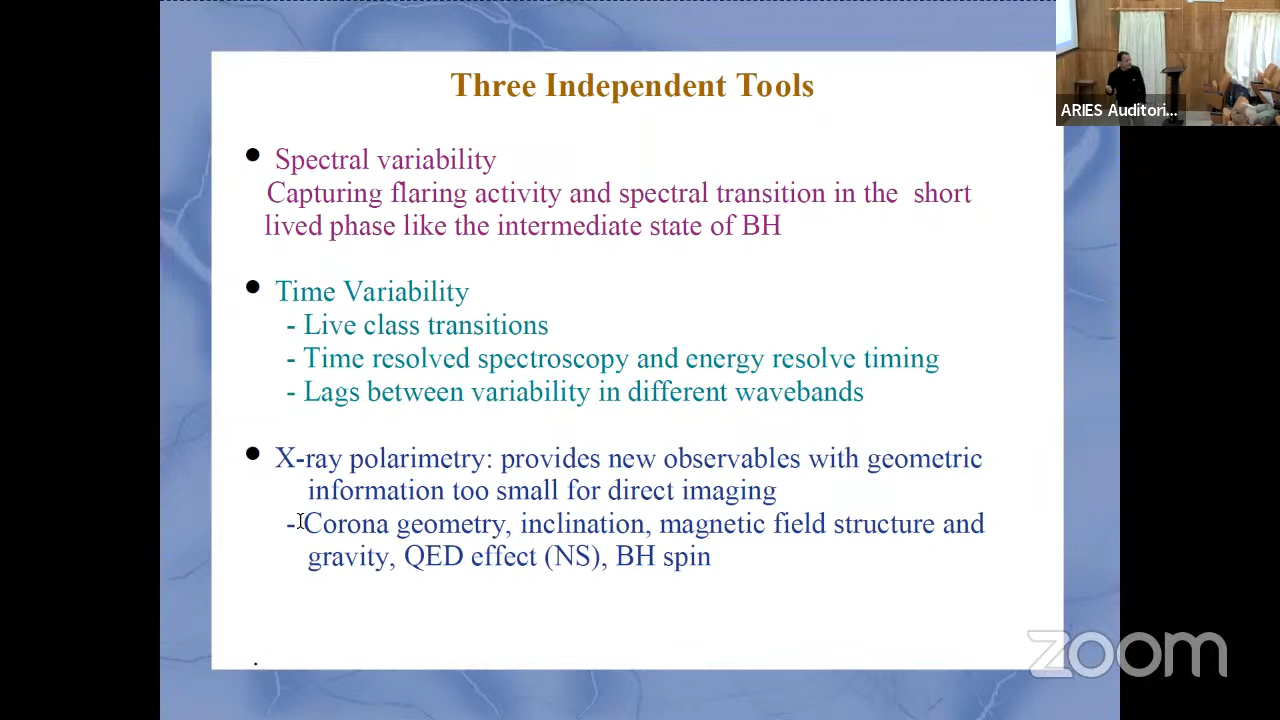 Three Independent Tools
ARIES Auditori...
Spectral variability
Capturing flaring activity and spectral transition in the short
lived phase like the intermediate state of BH
Time Variability
- Live class transitions
- Time resolved spectroscopy and energy resolve timing
- Lags between variability in different wavebands
X-ray polarimetry: provides new observables with geometric
information too small for direct imaging
- Corona geometry, inclination, magnetic field structure and
gravity, QED effect (NS), BH spin
.
zoom